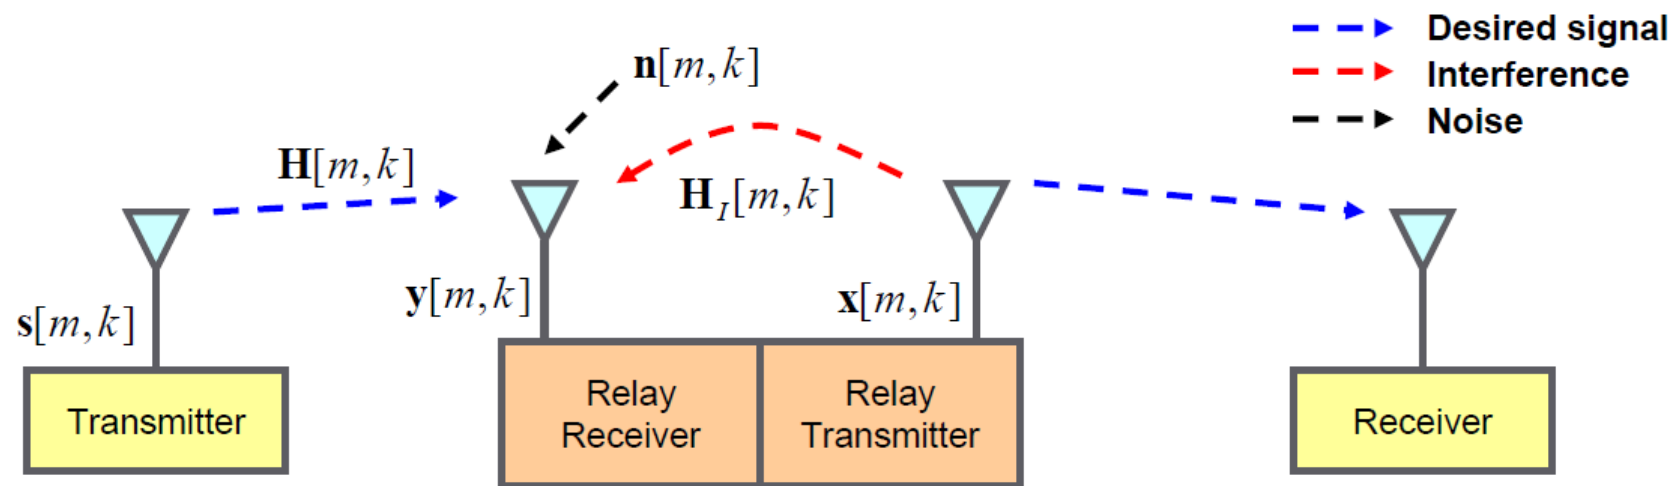 Desired signal
Interference
Noise
n[m,k]
H[m,k]
H_I[m,k]
s[m,k]
y[m,k]
x[m,k]
Transmitter
Relay
Receiver
Relay
Transmitter
Receiver